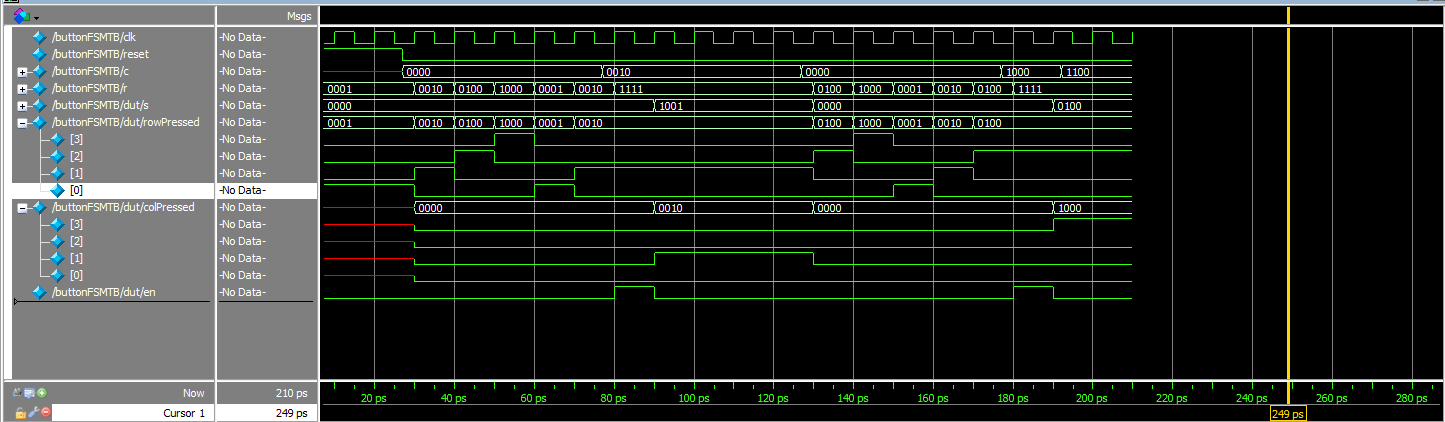 Msgs
/buttonFSMTB/clk -No Data-
/buttonFSMTB/reset -No Data-
/buttonFSMTB/c -No Data- 0000 0010 0000 1000 1100
/buttonFSMTB/r -No Data- 0001 0010 0100 1000 0001 0010 1111 0100 1000 0001 0010 0100 1111
/buttonFSMTB/dut/s -No Data- 0000 1001 0000 0100
/buttonFSMTB/dut/rowPressed -No Data- 0001 0010 0100 1000 0001 0010 0100 1000 0001 0010 0100
[3] -No Data-
[2] -No Data-
[1] -No Data-
[0] -No Data-
/buttonFSMTB/dut/colPressed -No Data- 0000 0010 0000 1000
[3] -No Data-
[2] -No Data-
[1] -No Data-
[0] -No Data-
/buttonFSMTB/dut/en -No Data-
Now 210 ps 20 ps 40 ps 60 ps 80 ps 100 ps 120 ps 140 ps 160 ps 180 ps 200 ps 220 ps 240 ps 260 ps 280 ps
Cursor 1 249 ps 249 ps